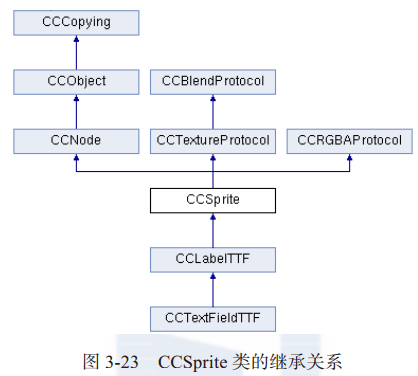 CCCopying
CCObject CCBlendProtocol
CCNode CCTextureProtocol CCRGBAProtocol
CCSprite
CCLabelTTF
CCTextFieldTTF
图 3-23 CCSprite 类的继承关系